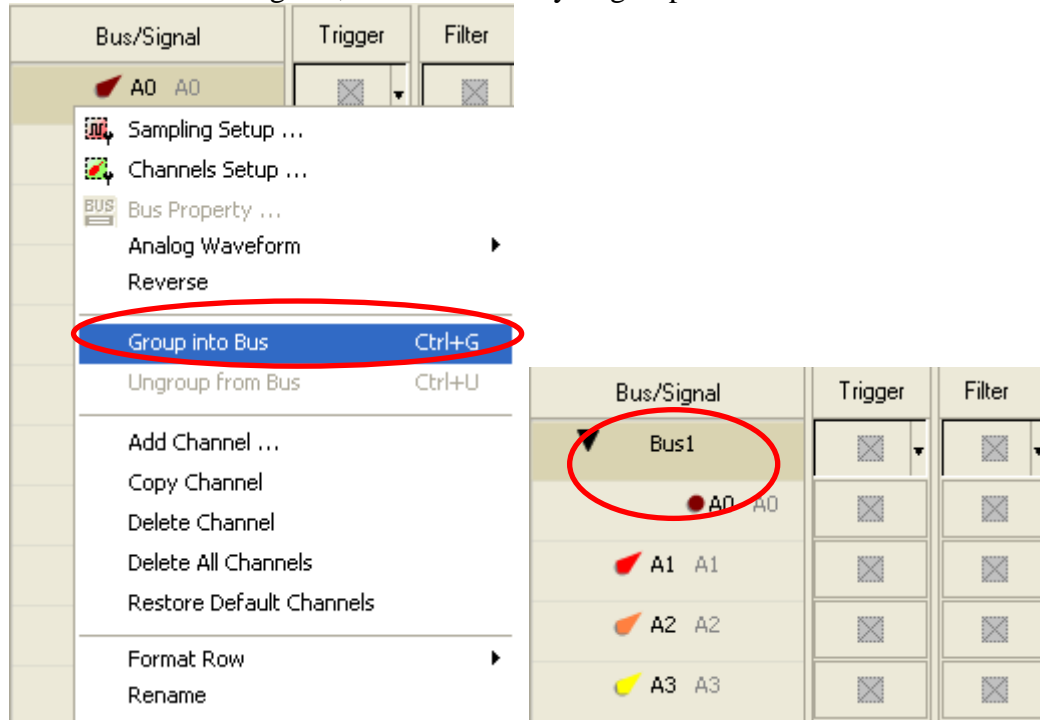 Bus/Signal Trigger Filter
A0 A0
Sampling Setup ...
Channels Setup ...
BUS Bus Property ...
Analog Waveform
Reverse
Group into Bus Ctrl+G
Ungroup from Bus Ctrl+U
Add Channel ...
Copy Channel
Delete Channel
Delete All Channels
Restore Default Channels
Format Row
Rename
Bus/Signal Trigger Filter
Bus1
A0 A0
A1 A1
A2 A2
A3 A3